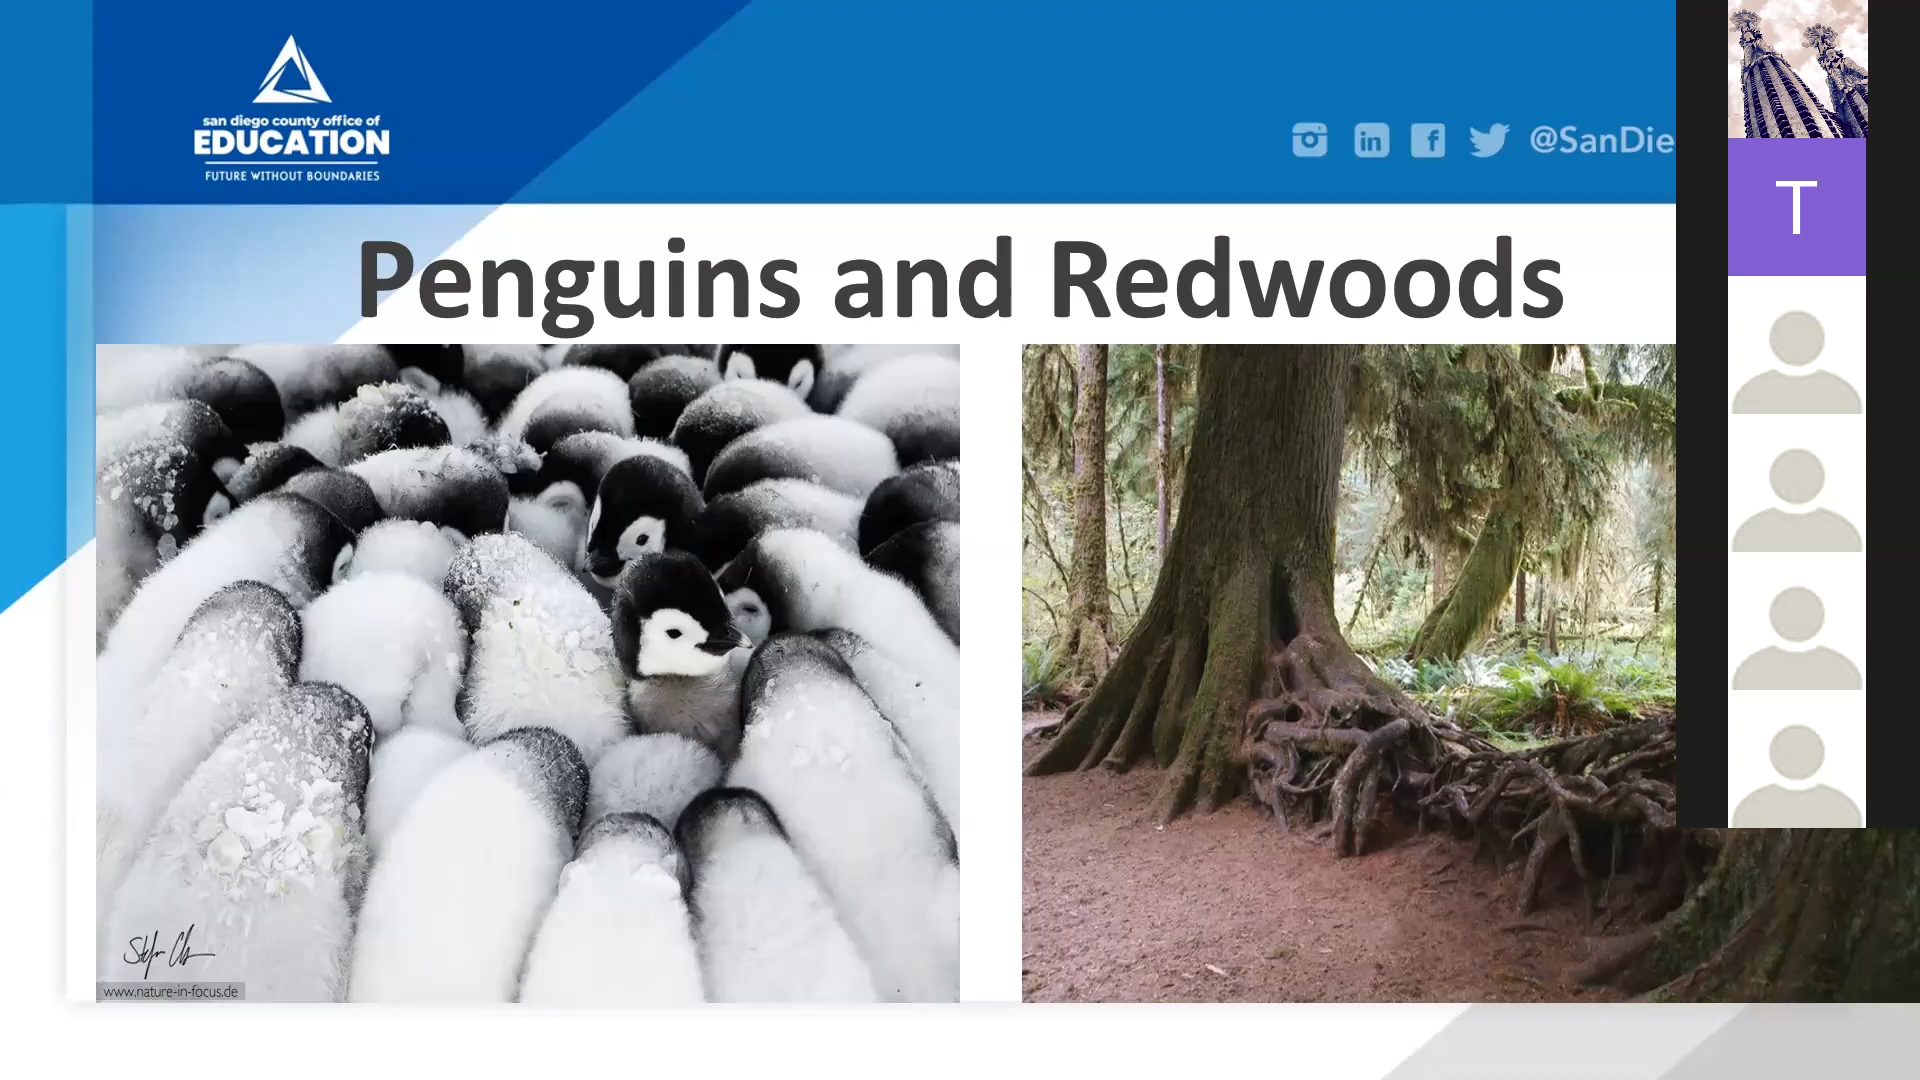 san diego county office of
EDUCATION
FUTURE WITHOUT BOUNDARIES
@SanDie
T
Penguins and Redwoods
www.nature-in-focus.de